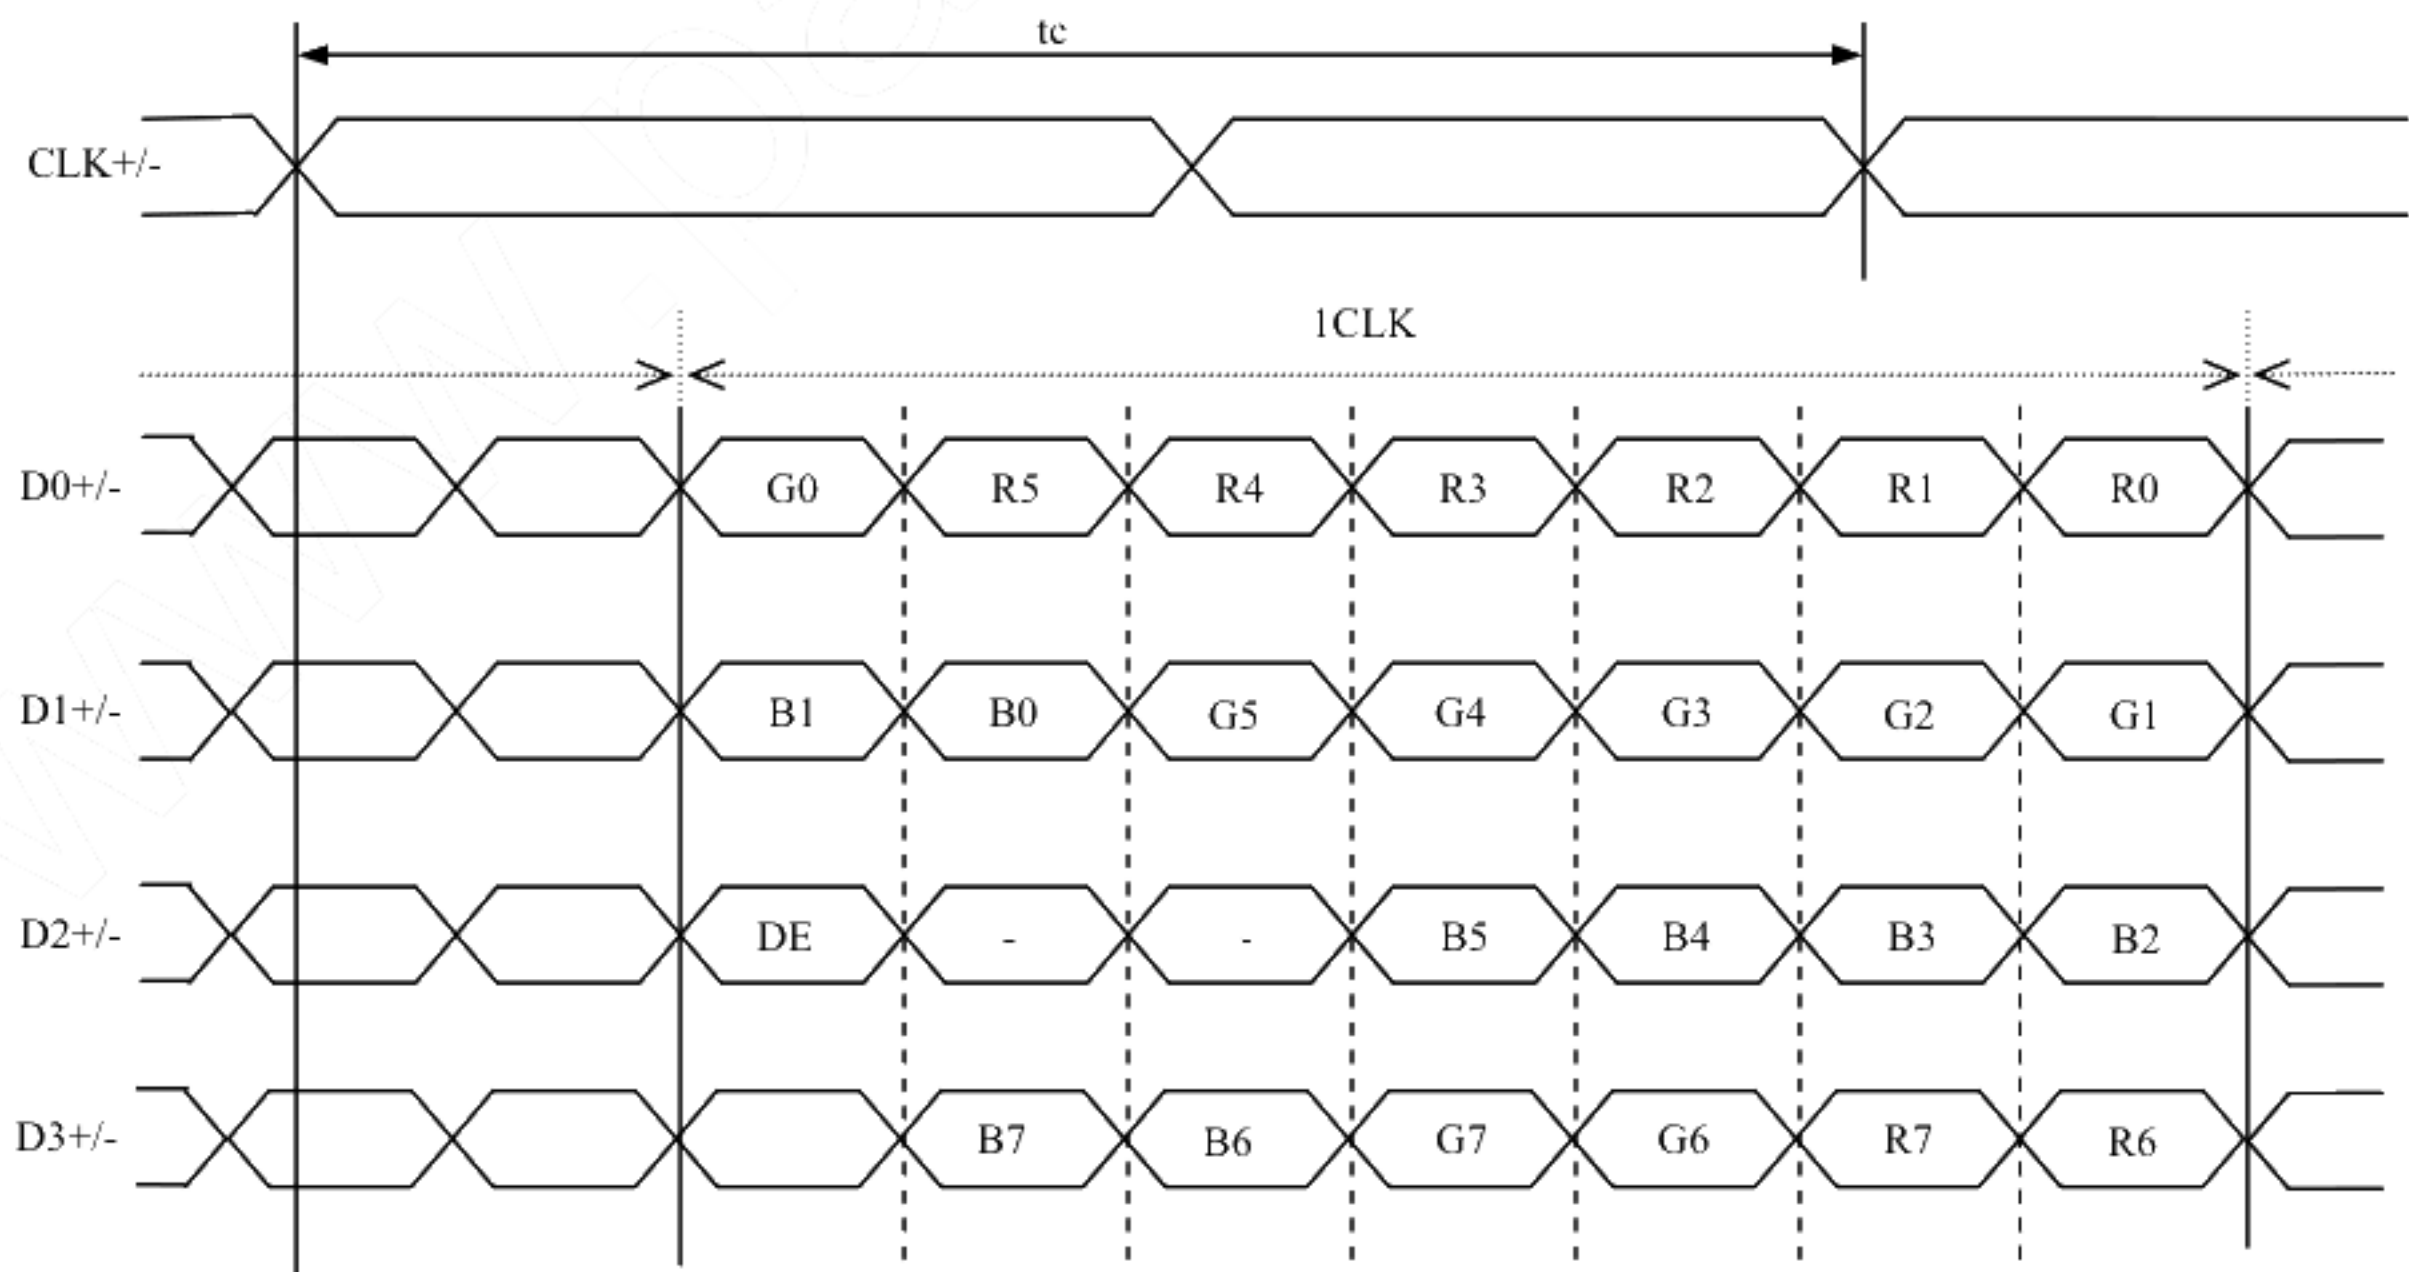 tc
CLK+/-
1CLK
D0+/- G0 R5 R4 R3 R2 R1 R0
D1+/- B1 B0 G5 G4 G3 G2 G1
D2+/- DE - - B5 B4 B3 B2
D3+/- B7 B6 G7 G6 R7 R6